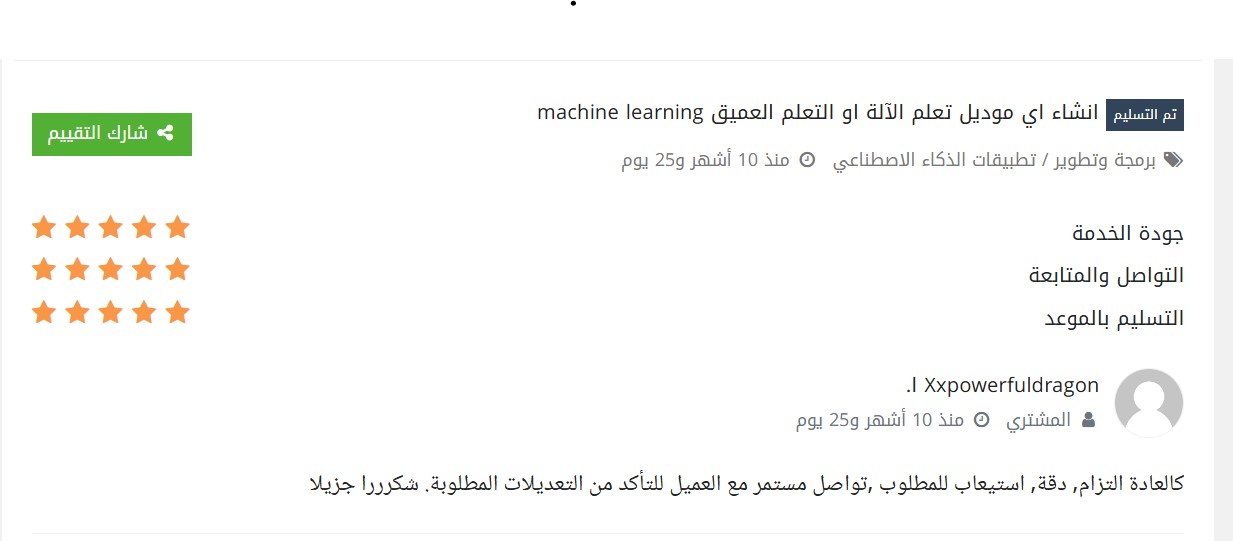 تم التسليم انشاء اي موديل تعلم الآلة او التعلم العميق machine learning
شارك التقييم
برمجة وتطوير / تطبيقات الذكاء الاصطناعي منذ 10 أشهر و25 يوم
جودة الخدمة
التواصل والمتابعة
التسليم بالموعد
Xxpowerfuldragon ا.
المشتري منذ 10 أشهر و25 يوم
كالعادة التزام, دقة, استيعاب للمطلوب ,تواصل مستمر مع العميل للتأكد من التعديلات المطلوبة. شكرررا جزيلا